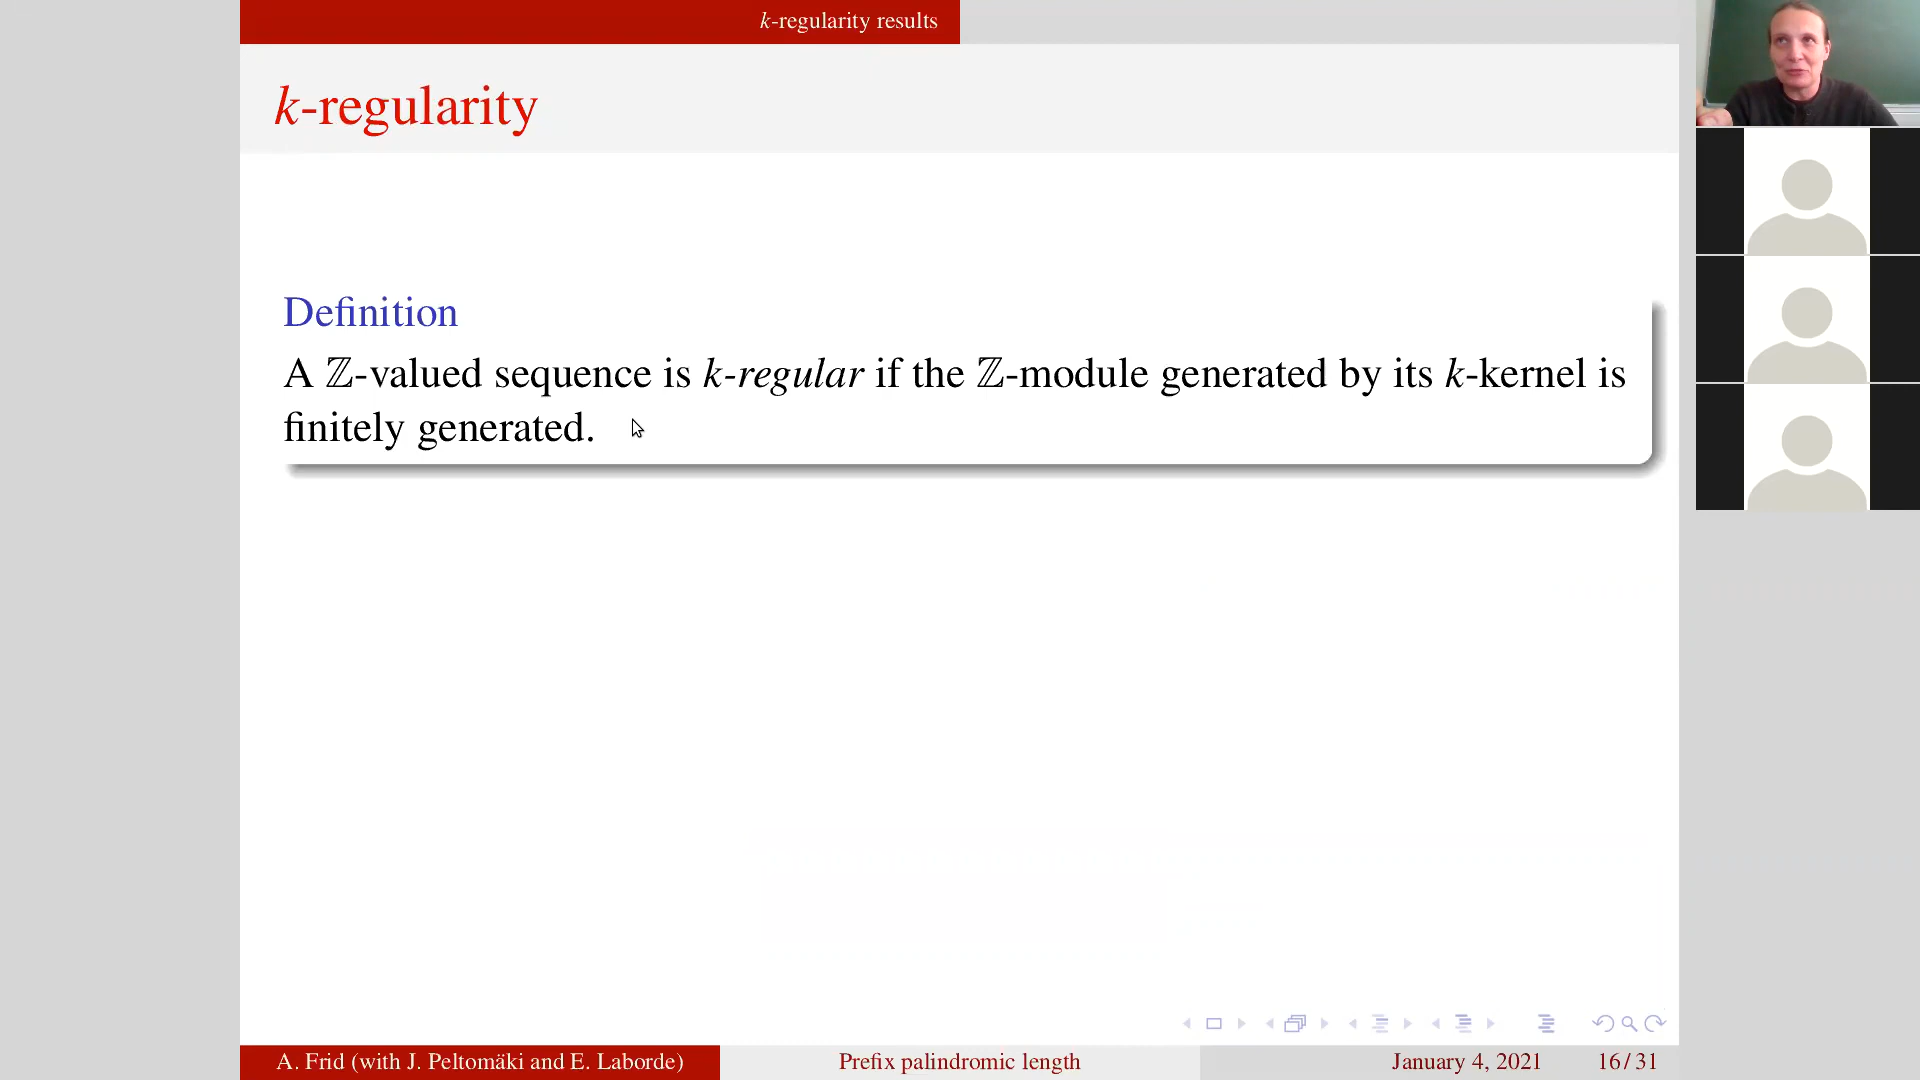 k-regularity results
k-regularity
Definition
A ℤ-valued sequence is k-regular if the ℤ-module generated by its k-kernel is
finitely generated.
A. Frid (with J. Peltomäki and E. Laborde)
Prefix palindromic length
January 4, 2021
16 / 31